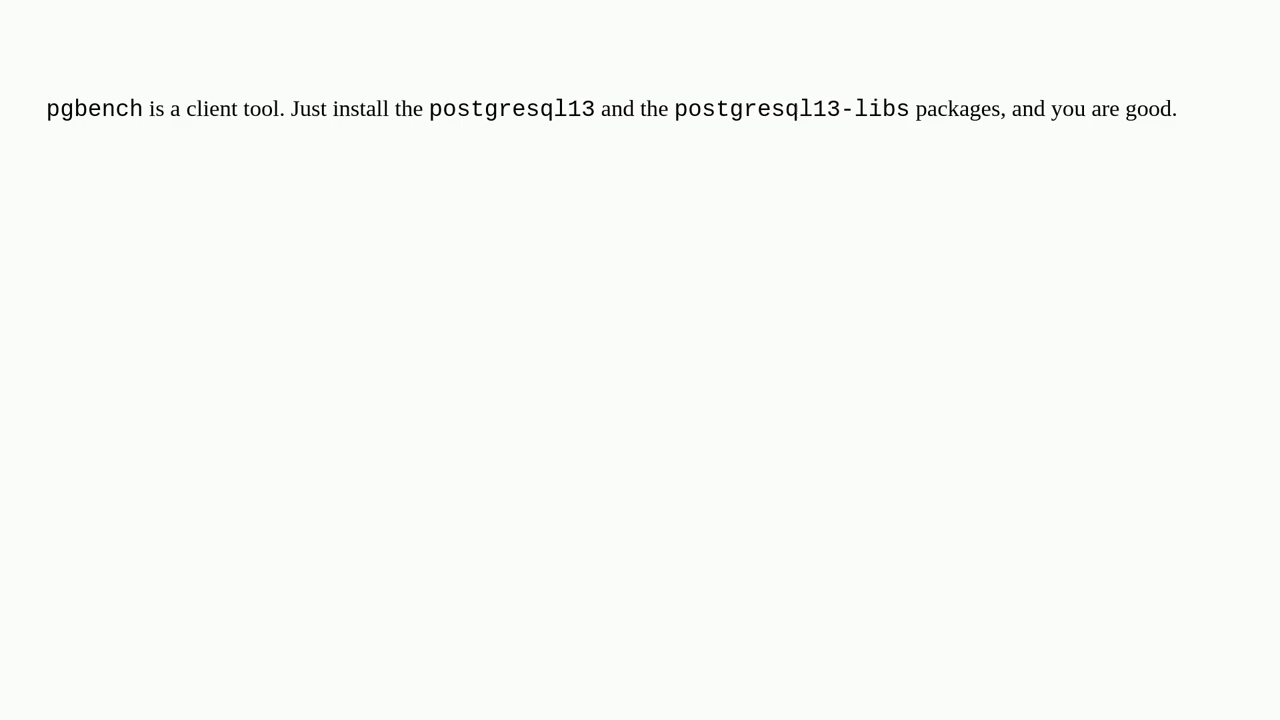 pgbench is a client tool. Just install the postgresql13 and the postgresql13-libs packages, and you are good.